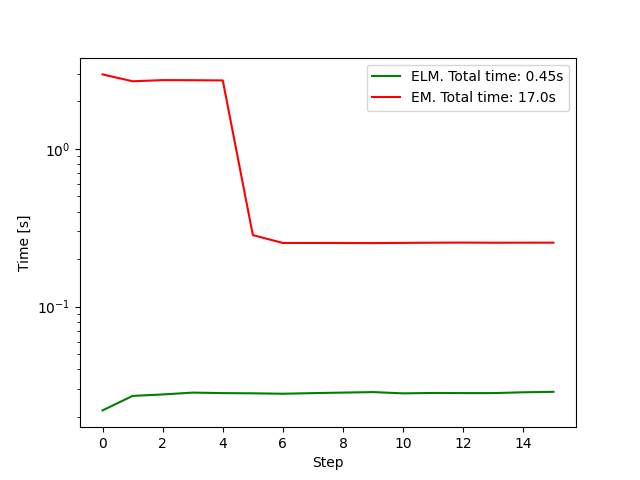 ELM. Total time: 0.45s
EM. Total time: 17.0s
10⁰
10⁻¹
Time [s]
0 2 4 6 8 10 12 14
Step